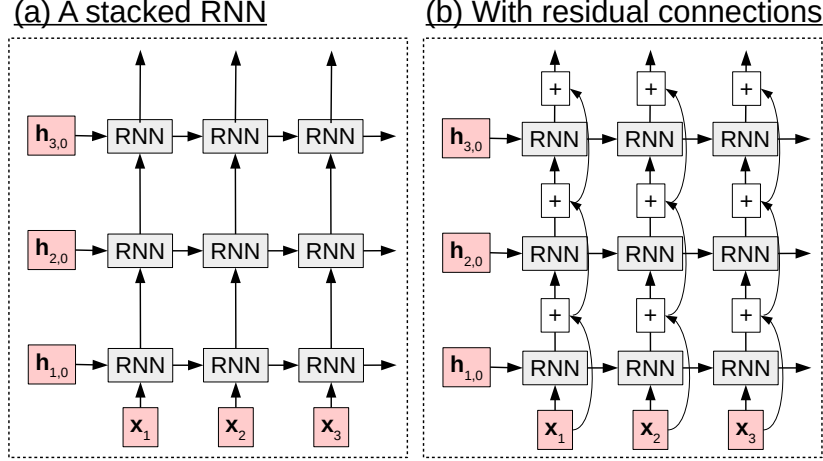 (a) A stacked RNN
h3,0 RNN RNN RNN
h2,0 RNN RNN RNN
h1,0 RNN RNN RNN
x1 x2 x3
(b) With residual connections
+ + +
h3,0 RNN RNN RNN
+ + +
h2,0 RNN RNN RNN
+ + +
h1,0 RNN RNN RNN
x1 x2 x3